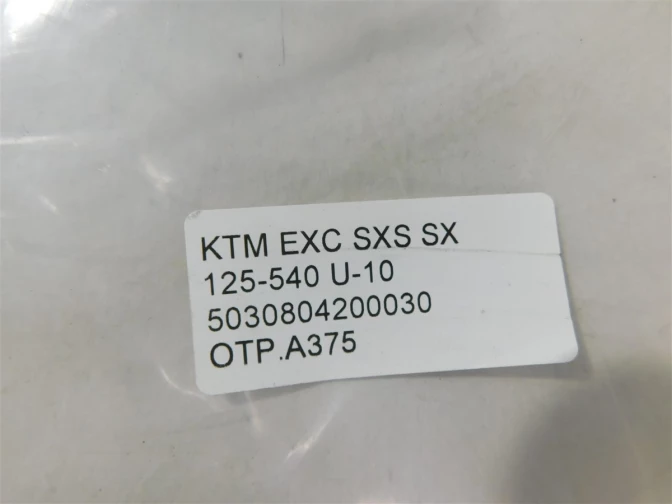 KTM EXC SXS SX
125-540 U-10
5030804200030
OTP.A375